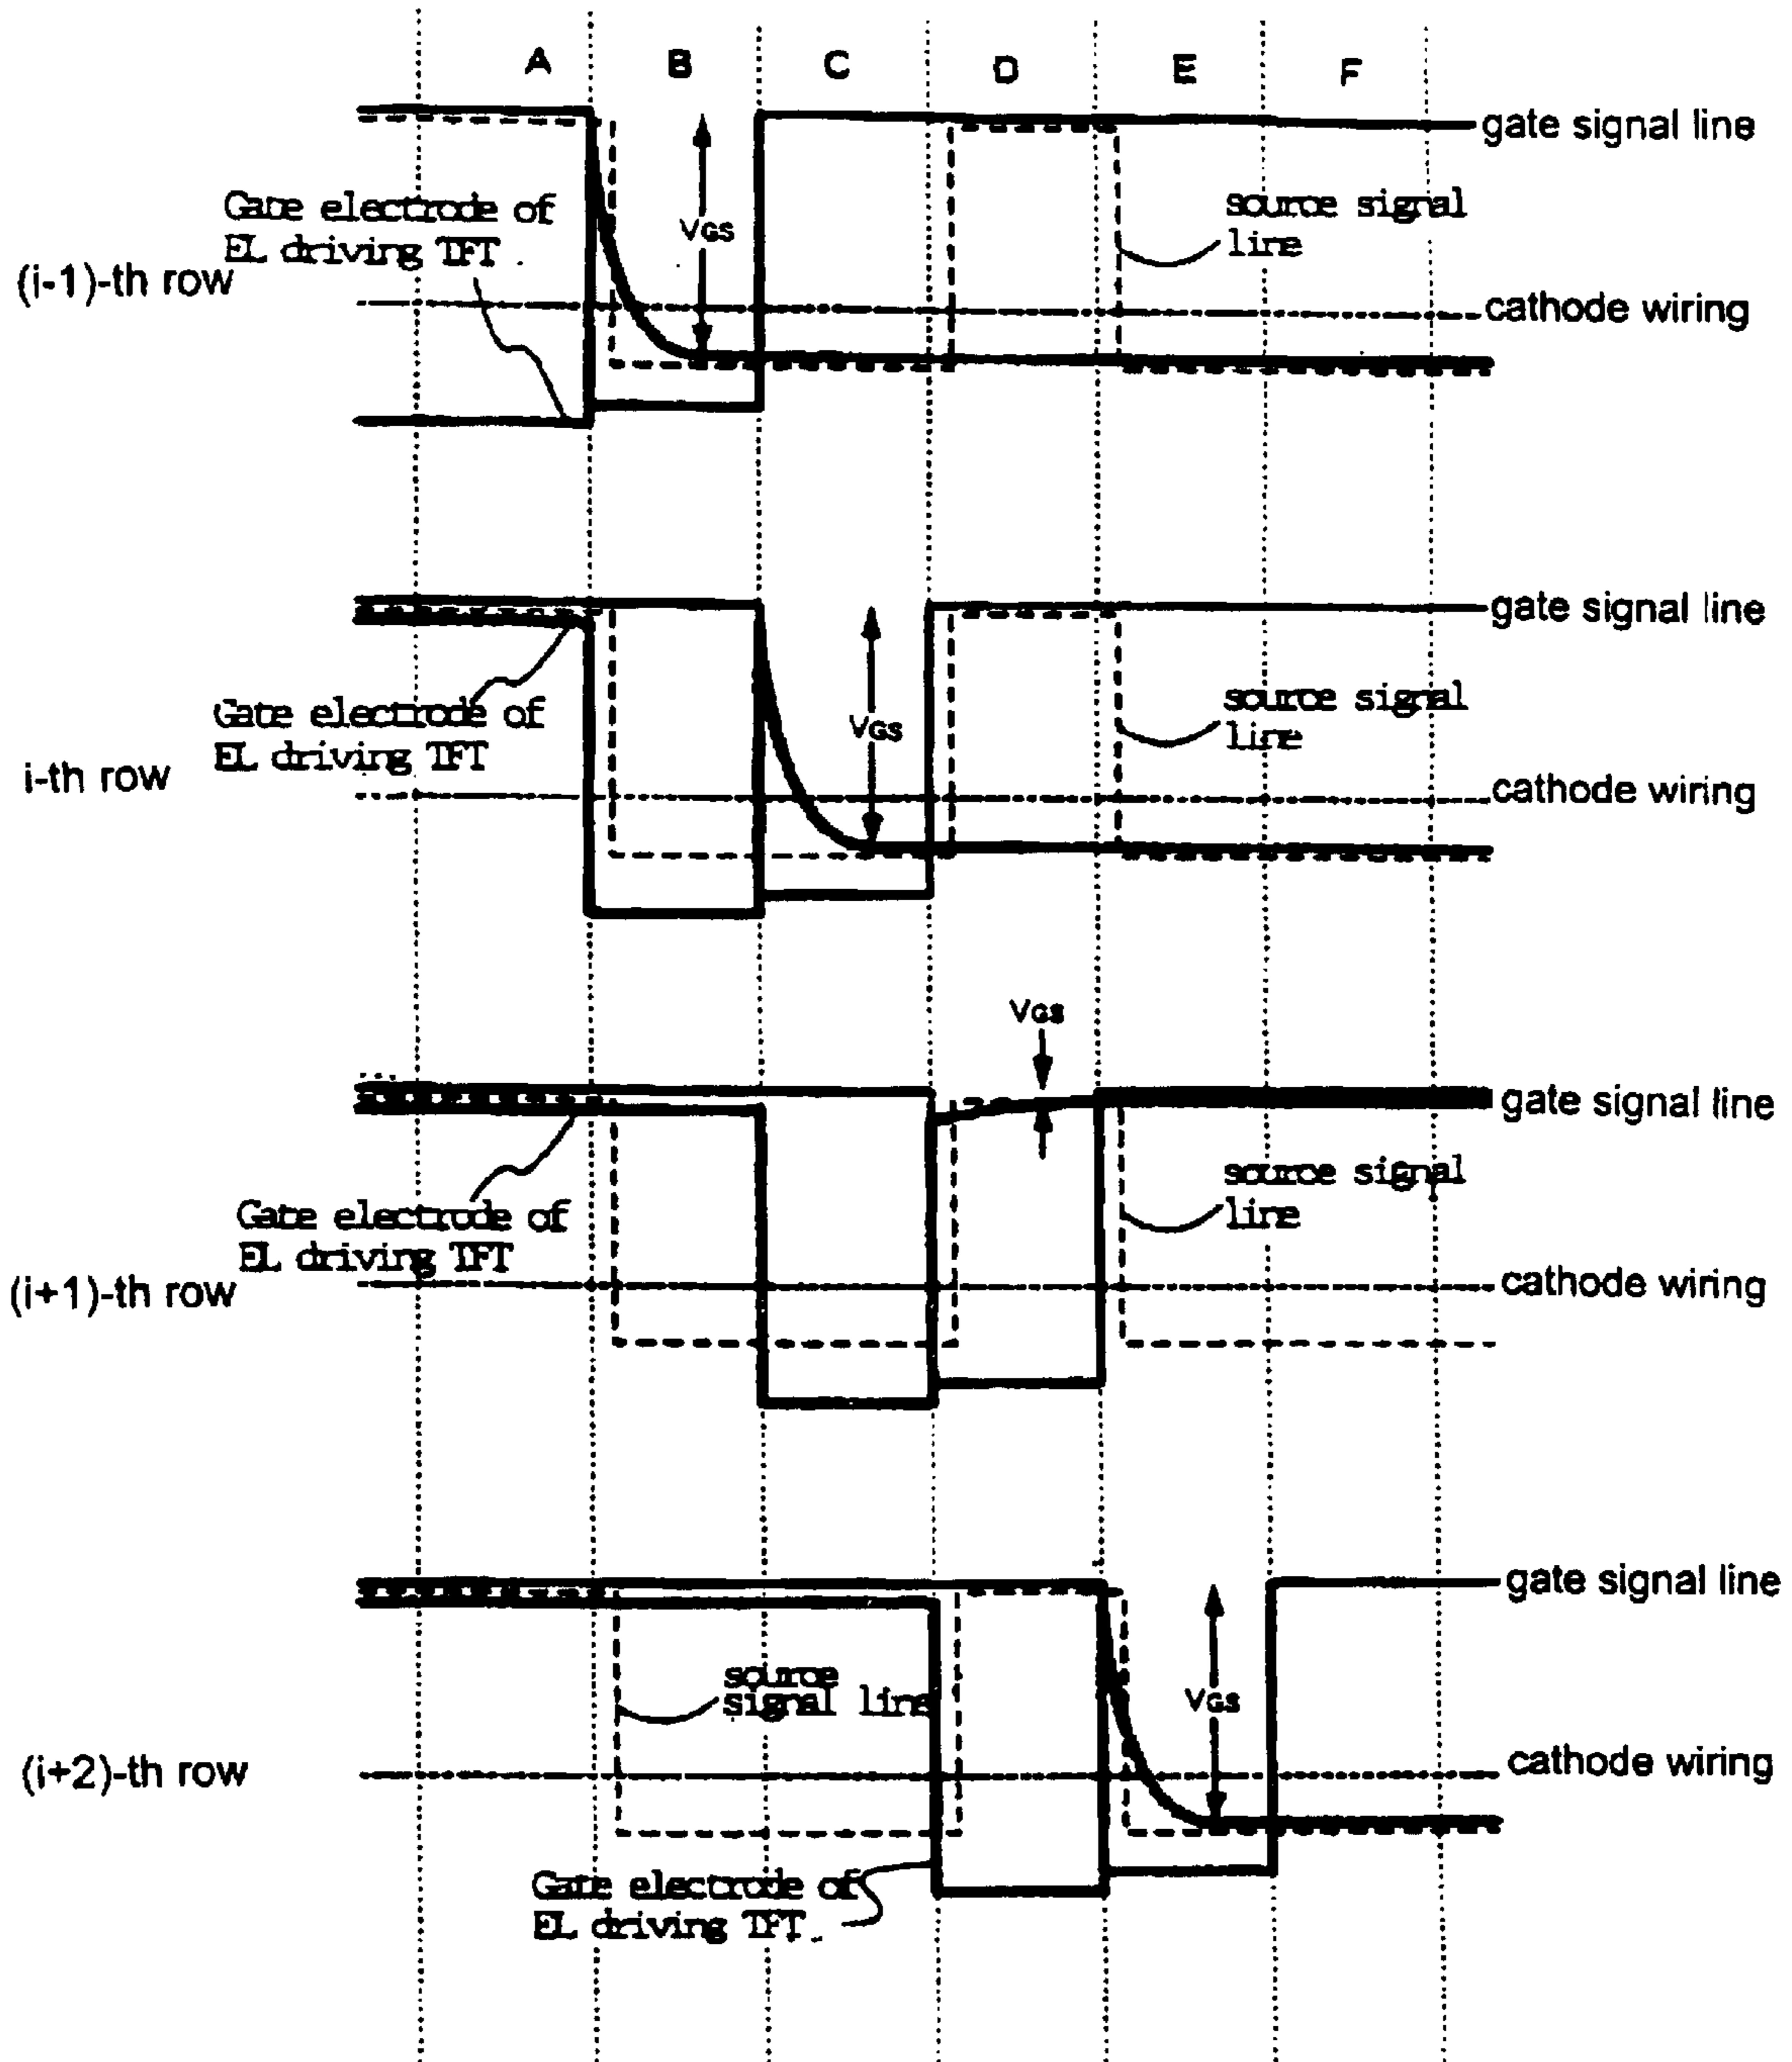 A B C D E F
gate signal line
Gate electrode of
EL driving TFT
VGS
source signal
line
(i-1)-th row
cathode wiring
gate signal line
Gate electrode of
EL driving TFT
VGS
source signal
line
i-th row
cathode wiring
VGS
gate signal line
Gate electrode of
EL driving TFT
source signal
line
(i+1)-th row
cathode wiring
gate signal line
source
signal line
VGS
(i+2)-th row
cathode wiring
Gate electrode of
EL driving TFT